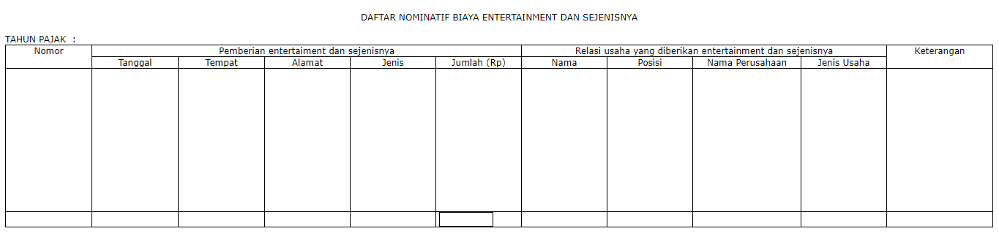 DAFTAR NOMINATIF BIAYA ENTERTAINMENT DAN SEJENISNYA
TAHUN PAJAK :
Nomor Pemberian entertaiment dan sejenisnya Relasi usaha yang diberikan entertainment dan sejenisnya Keterangan
Tanggal Tempat Alamat Jenis Jumlah (Rp) Nama Posisi Nama Perusahaan Jenis Usaha